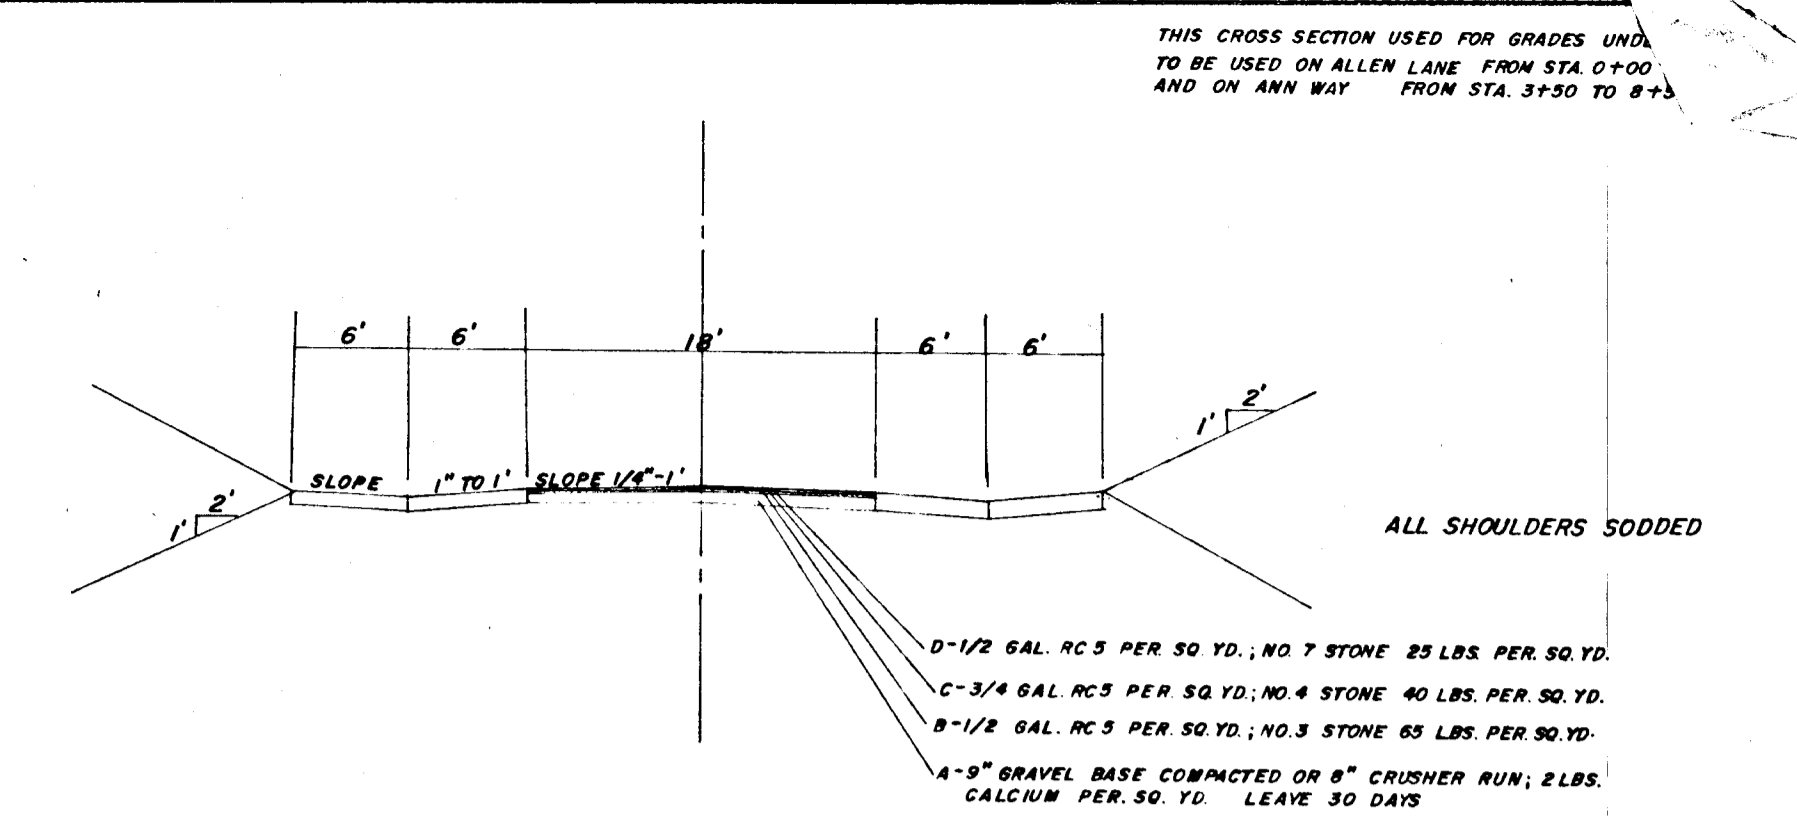 THIS CROSS SECTION USED FOR GRADES
TO BE USED ON ALLEN LANE FROM STA. 0+00
AND ON ANN WAY FROM STA. 3+50 TO
6' 6' 18' 6' 6'
2'
1'
SLOPE 1" TO 1' SLOPE 1/4"-1'
2'
1'
ALL SHOULDERS SODDED
D-1/2 GAL. RC 5 PER. SQ. YD.; NO. 7 STONE 25 LBS. PER. SQ. YD.
C-3/4 GAL. RC5 PER. SQ. YD.; NO. 4 STONE 40 LBS. PER. SQ. YD.
B-1/2 GAL. RC 5 PER. SQ. YD.; NO. 3 STONE 65 LBS. PER. SQ. YD.
A-9" GRAVEL BASE COMPACTED OR 8" CRUSHER RUN; 2 LBS.
CALCIUM PER. SQ. YD. LEAVE 30 DAYS